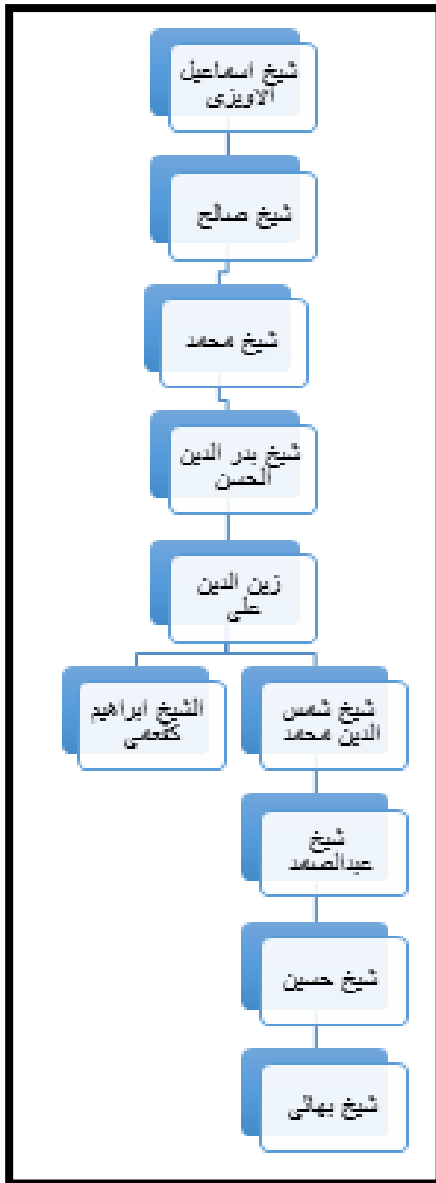 شیخ اسماعیل
الاویزی
شیخ صالح
شیخ محمد
شیخ بدر الدین
الحسن
زین الدین
علی
شیخ شمس
الدین محمد
الشیخ ابراهیم
کفعمی
شیخ
عبدالصمد
شیخ حسین
شیخ بهائی